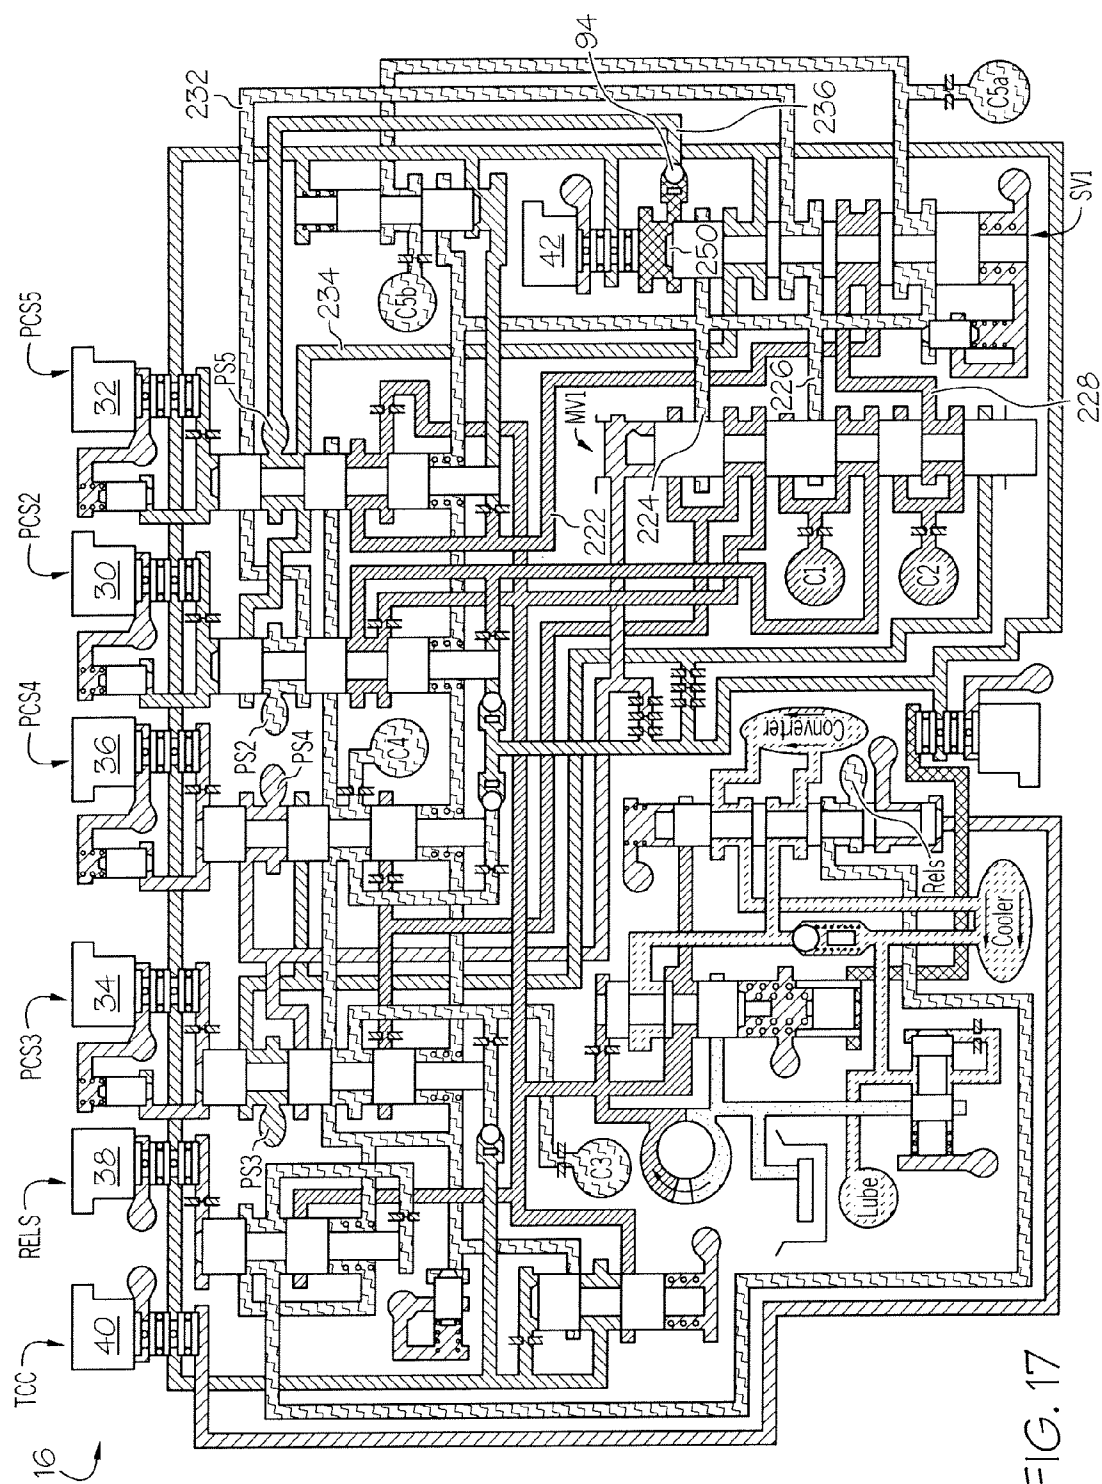 16
TCC
40
RELS
38
PCS3
34
PCS4
36
PCS2
30
PCS5
32
232
94
236
C5a
PS5
234
C5b
42
250
SV1
PS2
PS4
C4
222
MV1
224
226
228
C1
C2
PS3
C3
Converter
Rels
Cooler
Lube
FIG. 17